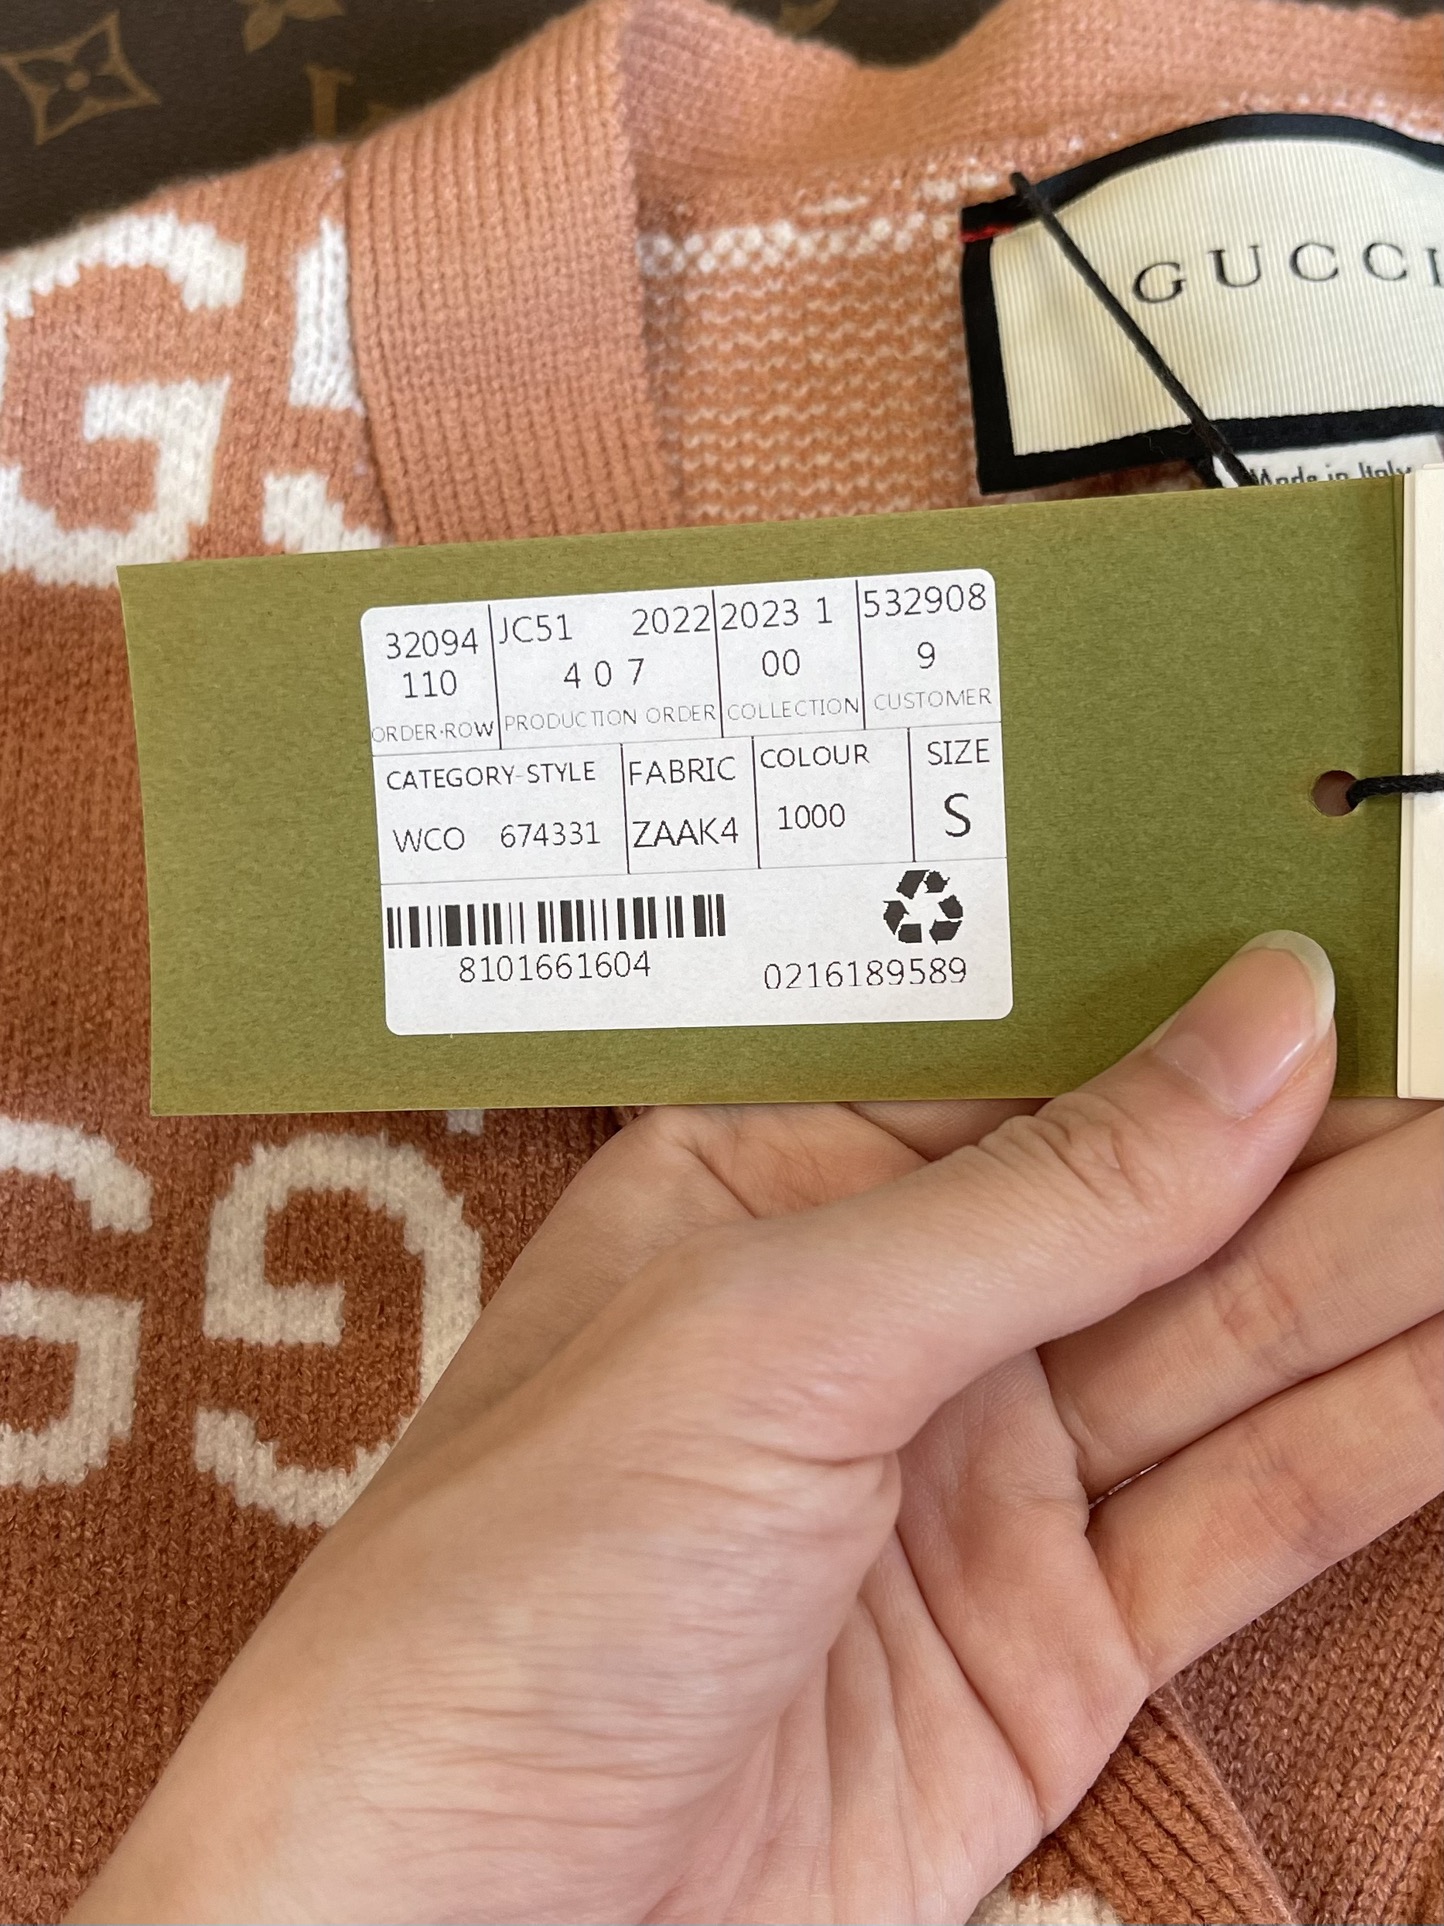 GUCCI
Made in Italy
32094 110
ORDER-ROW
JC51 2022
4 0 7
PRODUCTION ORDER
2023 1
00
COLLECTION
532908
9
CUSTOMER
CATEGORY-STYLE
WCO 674331
FABRIC
ZAAK4
COLOUR
1000
SIZE
S
8101661604
0216189589